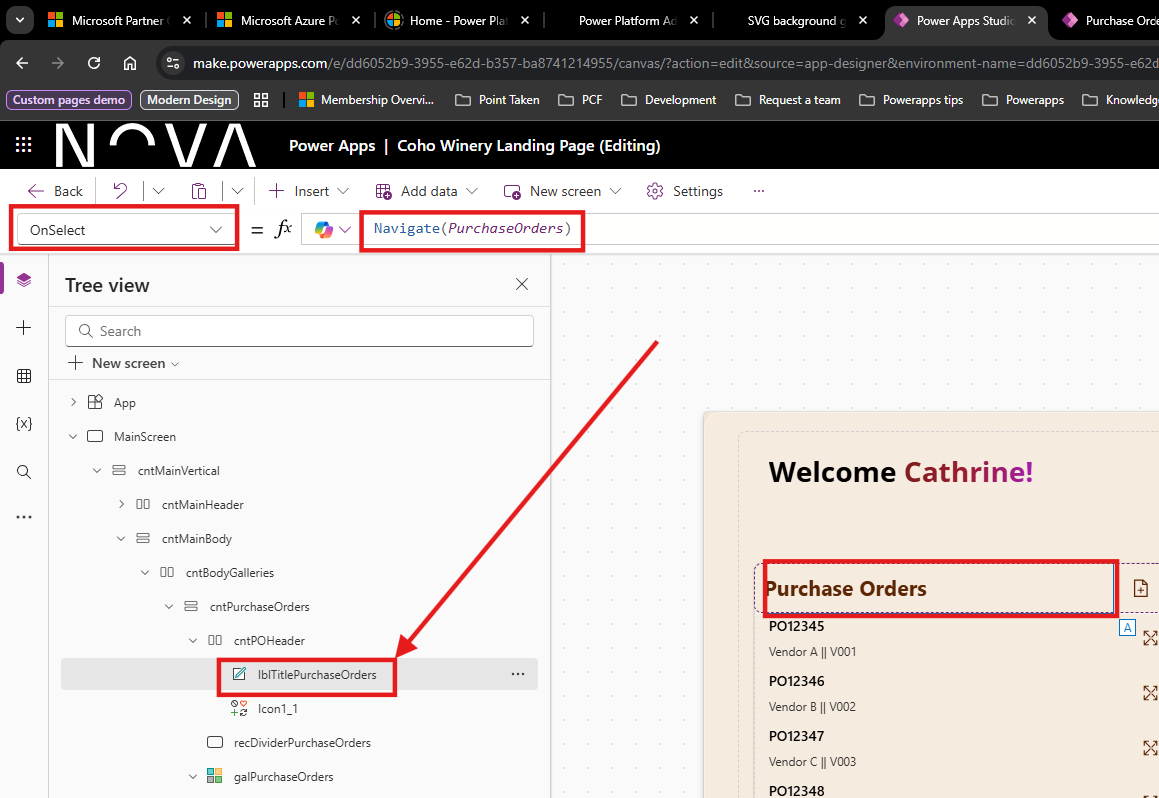 Microsoft Partner C
Microsoft Azure Po
Home - Power Plat
Power Platform Ad
SVG background g
Power Apps Studio
Purchase Orde
make.powerapps.com/e/dd6052b9-3955-e62d-b357-ba8741214955/canvas/?action=edit&source=app-designer&environment-name=dd6052b9-3955-e62d
Custom pages demo
Modern Design
Membership Overvi...
Point Taken
PCF
Development
Request a team
Powerapps tips
Powerapps
Knowledg
NOVA
Power Apps | Coho Winery Landing Page (Editing)
Back
Insert
Add data
New screen
Settings
...
OnSelect
= fx
Navigate(PurchaseOrders)
Tree view
Search
New screen
App
MainScreen
cntMainVertical
cntMainHeader
cntMainBody
cntBodyGalleries
cntPurchaseOrders
cntPOHeader
lblTitlePurchaseOrders
...
Icon1_1
recDividerPurchaseOrders
galPurchaseOrders
{x}
Welcome Cathrine!
Purchase Orders
A
PO12345
Vendor A || V001
PO12346
Vendor B || V002
PO12347
Vendor C || V003
PO12348